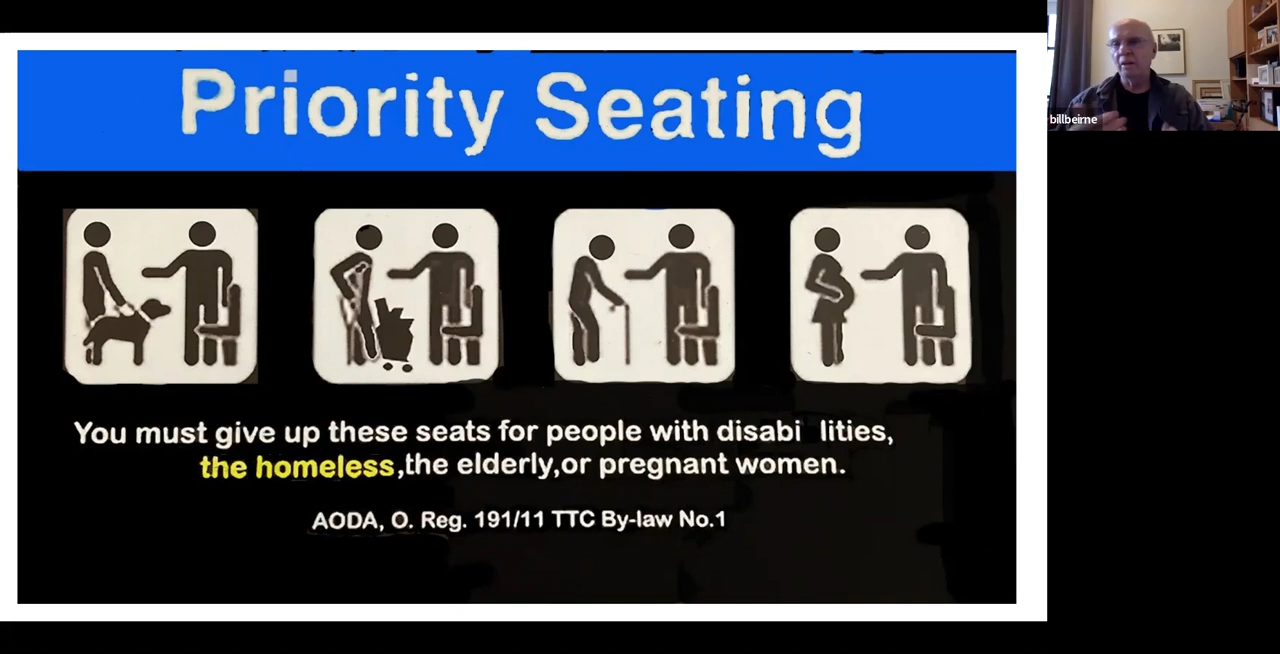 Priority Seating
You must give up these seats for people with disabi lities,
the homeless,the elderly,or pregnant women.
AODA, O. Reg. 191/11 TTC By-law No.1
billbeirne